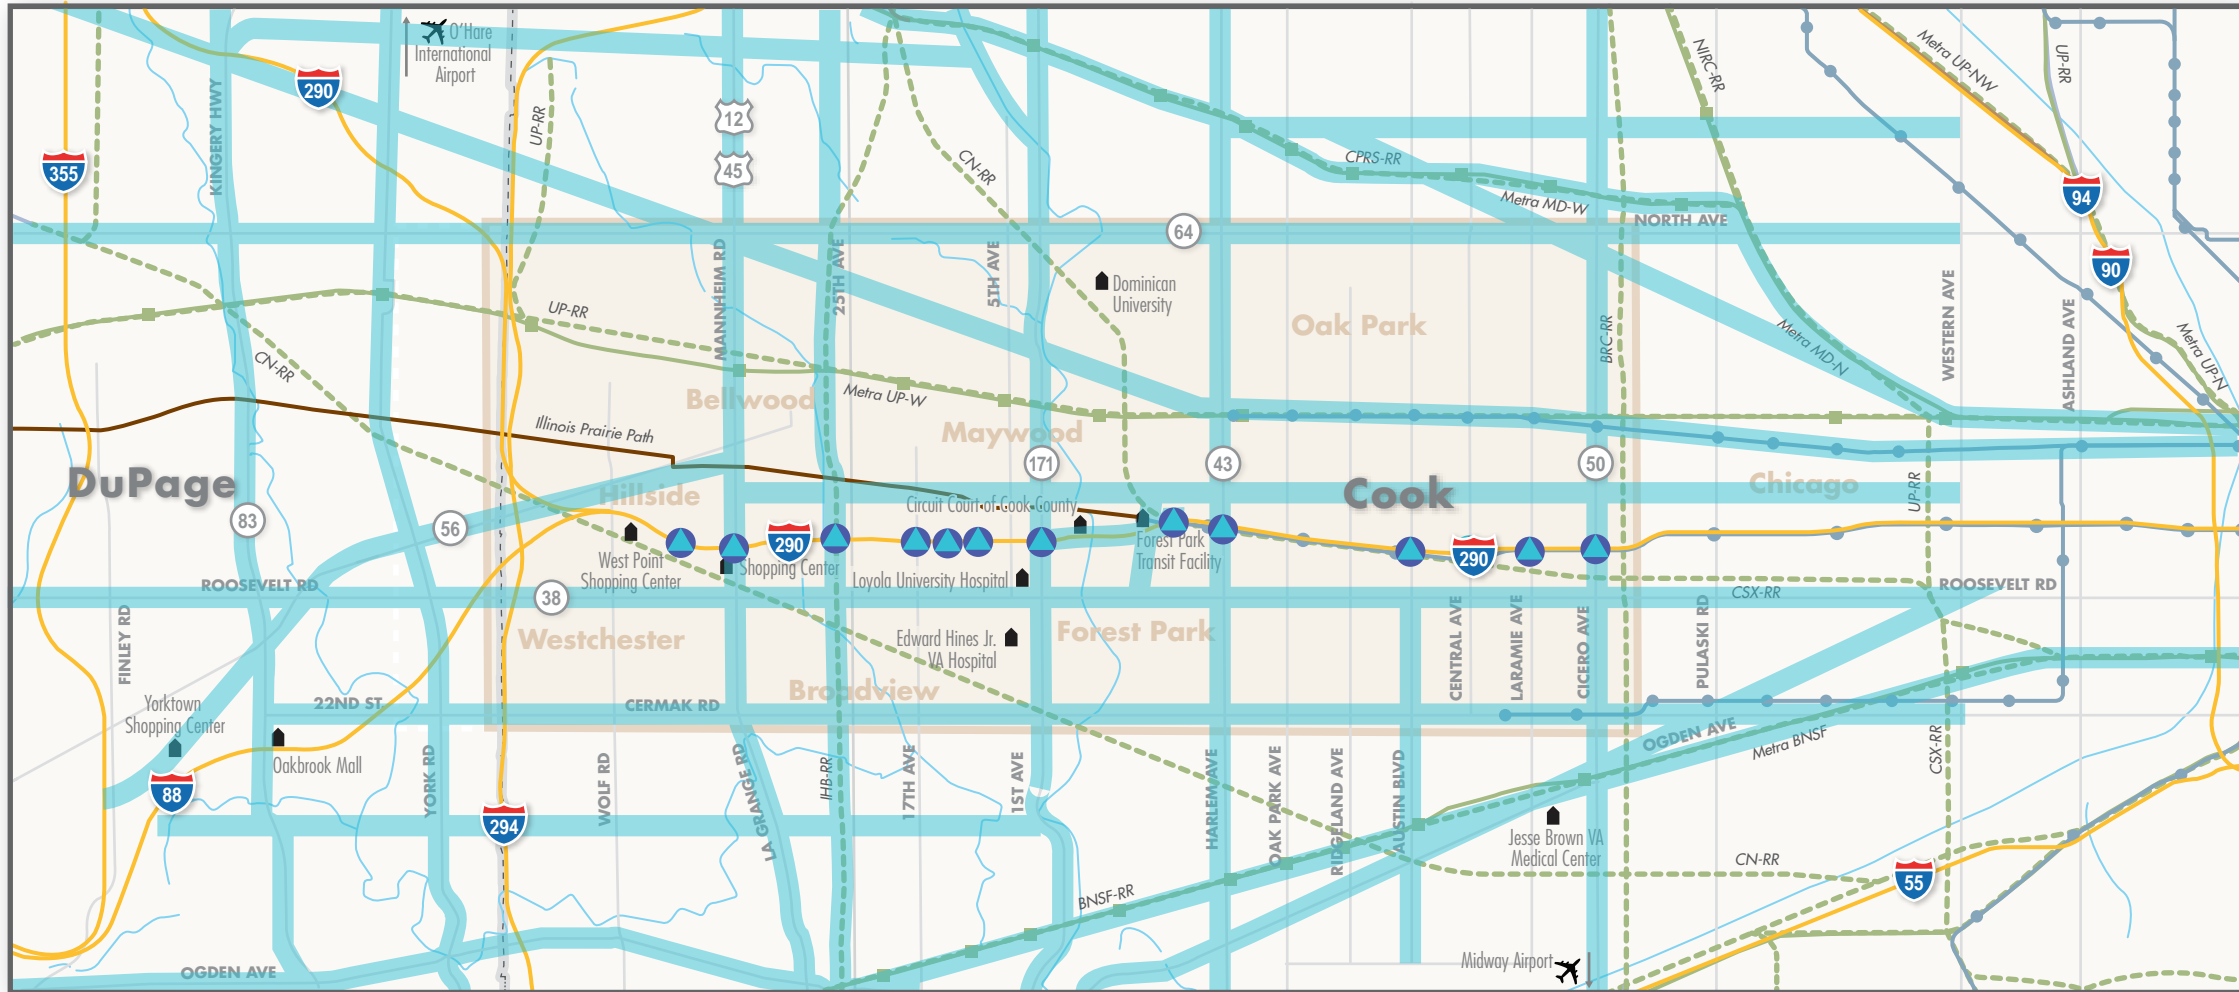 O'Hare
International
Airport
290
355
KINGERY HWY
UP-RR
12
45
CN-RR
CPRS-RR
Metra MD-W
NORTH AVE
NIRC-RR
Metra UP-NW
UP-RR
94
90
64
MANNHEIM RD
25TH AVE
5TH AVE
Dominican
University
Oak Park
BRC-RR
Metra MD-N
WESTERN AVE
ASHLAND AVE
Metra UP-N
UP-RR
CN-RR
Metra UP-W
Bellwood
Maywood
Illinois Prairie Path
DuPage
83
56
Hillside
171
43
50
Cook
Chicago
UP-RR
Circuit Court of Cook County
West Point
Shopping Center
290
Shopping Center
Loyola University Hospital
Forest Park
Transit Facility
290
ROOSEVELT RD
38
CSX-RR
ROOSEVELT RD
FINLEY RD
Westchester
Edward Hines Jr.
VA Hospital
Forest Park
CENTRAL AVE
LARAMIE AVE
CICERO AVE
PULASKI RD
Broadview
22ND ST
CERMAK RD
Yorktown
Shopping Center
Oakbrook Mall
88
294
YORK RD
WOLF RD
LA GRANGE RD
IHB-RR
17TH AVE
1ST AVE
HARLEM AVE
OAK PARK AVE
RIDGELAND AVE
AUSTIN BLVD
OGDEN AVE
Metra BNSF
CSX-RR
Jesse Brown VA
Medical Center
CN-RR
55
BNSF-RR
Midway Airport
OGDEN AVE